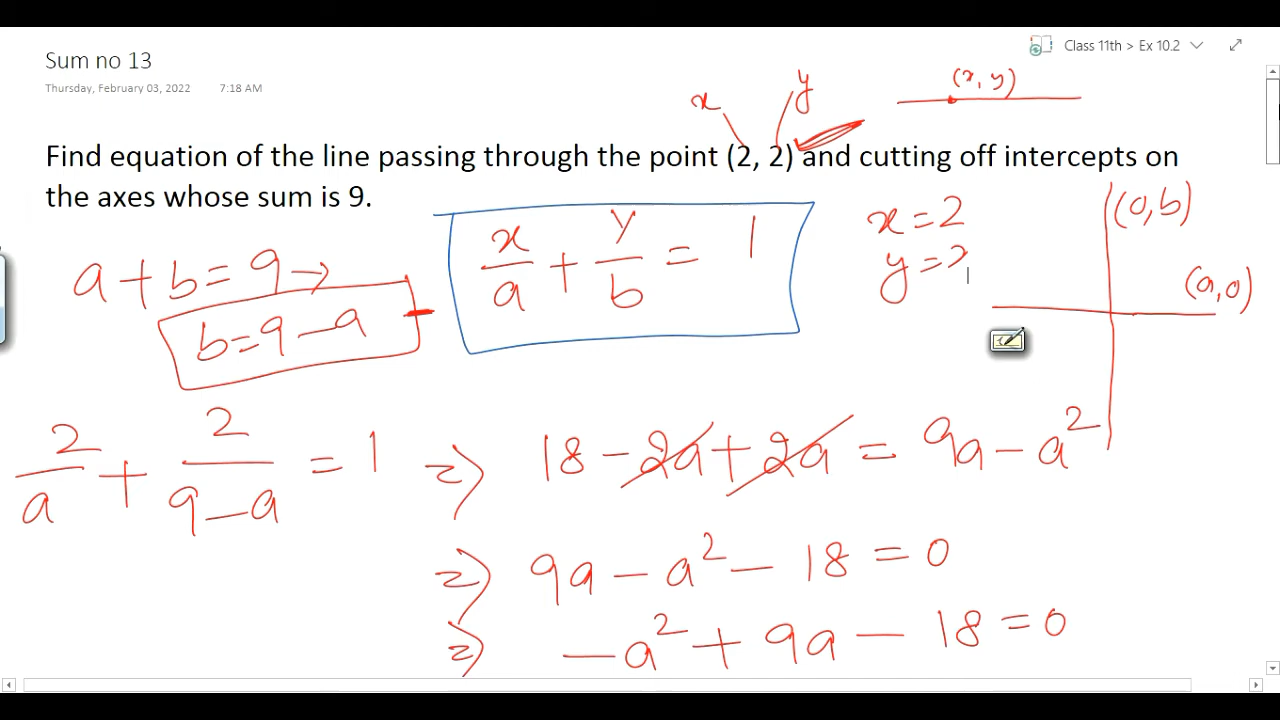 Sum no 13
Class 11th > Ex 10.2
Thursday, February 03, 2022 7:18 AM
x y (x, y)
Find equation of the line passing through the point (2, 2) and cutting off intercepts on
the axes whose sum is 9.
a + b = 9 →
b = 9 - a
x/a + y/b = 1
x = 2
y = 2
(0, b)
(a, 0)
2/a + 2/(9 - a) = 1 => 18 - 2a + 2a = 9a - a²
=> 9a - a² - 18 = 0
=> - a² + 9a - 18 = 0